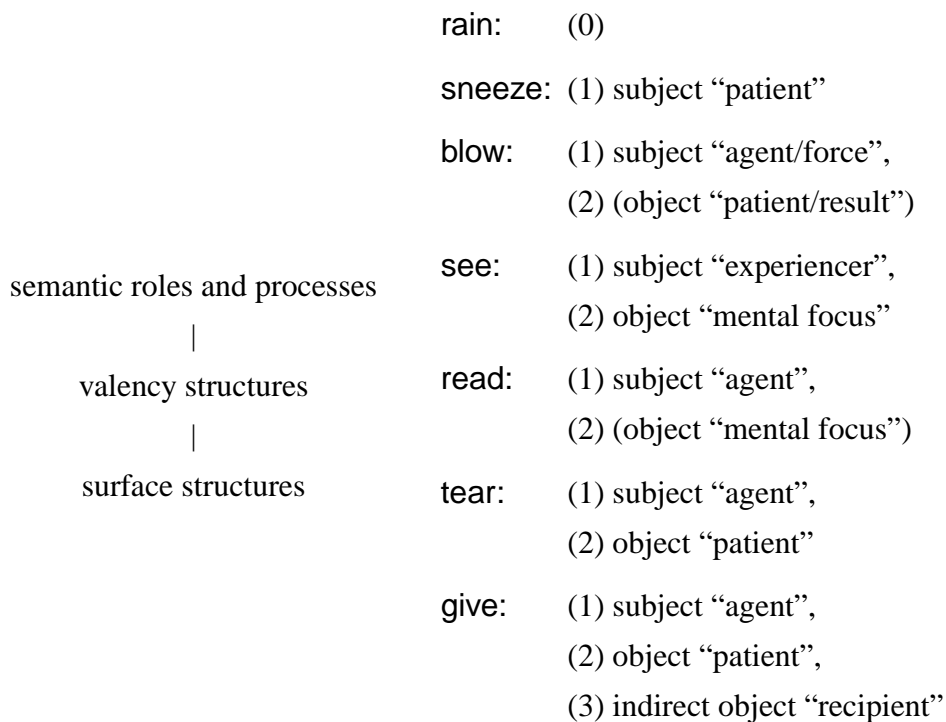 semantic roles and processes
|
valency structures
|
surface structures
rain: (0)
sneeze: (1) subject “patient”
blow: (1) subject “agent/force”,
(2) (object “patient/result”)
see: (1) subject “experiencer”,
(2) object “mental focus”
read: (1) subject “agent”,
(2) (object “mental focus”)
tear: (1) subject “agent”,
(2) object “patient”
give: (1) subject “agent”,
(2) object “patient”,
(3) indirect object “recipient”